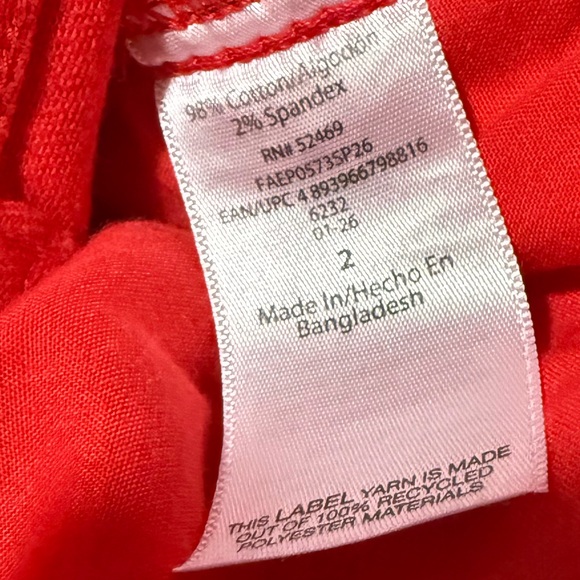 98% Cotton/Algodón
2% Spandex
RN# 52469
FAEP0573SP26
EAN/UPC 4 893966798816
6232
01-26
2
Made In/Hecho En
Bangladesh
THIS LABEL YARN IS MADE
OUT OF 100% RECYCLED
POLYESTER MATERIALS